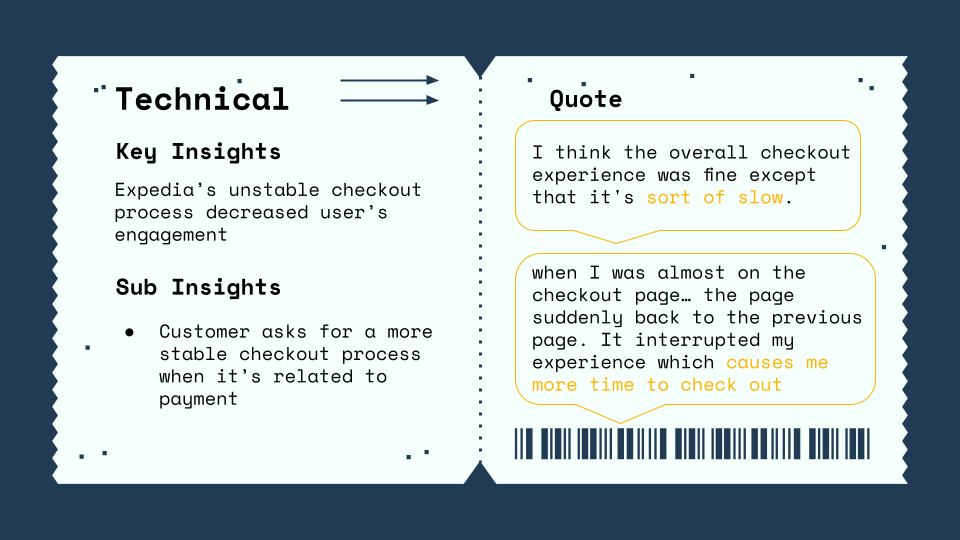 Technical
Key Insights
Expedia’s unstable checkout
process decreased user’s
engagement
Sub Insights
● Customer asks for a more
stable checkout process
when it’s related to
payment
Quote
I think the overall checkout
experience was fine except
that it's sort of slow.
when I was almost on the
checkout page… the page
suddenly back to the previous
page. It interrupted my
experience which causes me
more time to check out